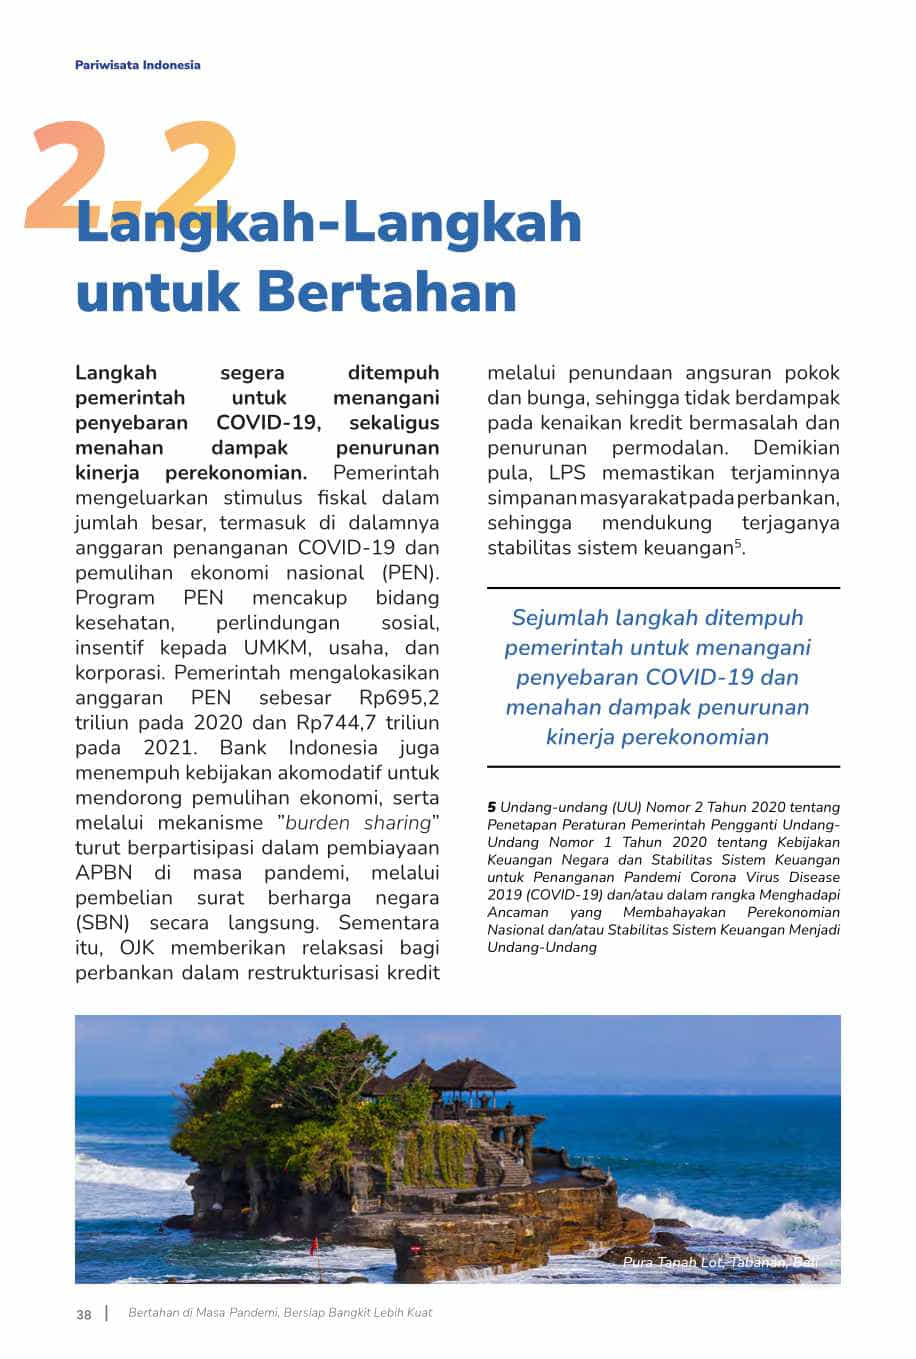 Pariwisata Indonesia
2.2
Langkah-Langkah
untuk Bertahan
Langkah segera ditempuh
pemerintah untuk menangani
penyebaran COVID-19, sekaligus
menahan dampak penurunan
kinerja perekonomian. Pemerintah
mengeluarkan stimulus fiskal dalam
jumlah besar, termasuk di dalamnya
anggaran penanganan COVID-19 dan
pemulihan ekonomi nasional (PEN).
Program PEN mencakup bidang
kesehatan, perlindungan sosial,
insentif kepada UMKM, usaha, dan
korporasi. Pemerintah mengalokasikan
anggaran PEN sebesar Rp695,2
triliun pada 2020 dan Rp744,7 triliun
pada 2021. Bank Indonesia juga
menempuh kebijakan akomodatif untuk
mendorong pemulihan ekonomi, serta
melalui mekanisme ”burden sharing”
turut berpartisipasi dalam pembiayaan
APBN di masa pandemi, melalui
pembelian surat berharga negara
(SBN) secara langsung. Sementara
itu, OJK memberikan relaksasi bagi
perbankan dalam restrukturisasi kredit
melalui penundaan angsuran pokok
dan bunga, sehingga tidak berdampak
pada kenaikan kredit bermasalah dan
penurunan permodalan. Demikian
pula, LPS memastikan terjaminnya
simpanan masyarakat pada perbankan,
sehingga mendukung terjaganya
stabilitas sistem keuangan⁵.
Sejumlah langkah ditempuh
pemerintah untuk menangani
penyebaran COVID-19 dan
menahan dampak penurunan
kinerja perekonomian
5 Undang-undang (UU) Nomor 2 Tahun 2020 tentang
Penetapan Peraturan Pemerintah Pengganti Undang-
Undang Nomor 1 Tahun 2020 tentang Kebijakan
Keuangan Negara dan Stabilitas Sistem Keuangan
untuk Penanganan Pandemi Corona Virus Disease
2019 (COVID-19) dan/atau dalam rangka Menghadapi
Ancaman yang Membahayakan Perekonomian
Nasional dan/atau Stabilitas Sistem Keuangan Menjadi
Undang-Undang
Pura Tanah Lot, Tabanan, Bali
38 | Bertahan di Masa Pandemi, Bersiap Bangkit Lebih Kuat